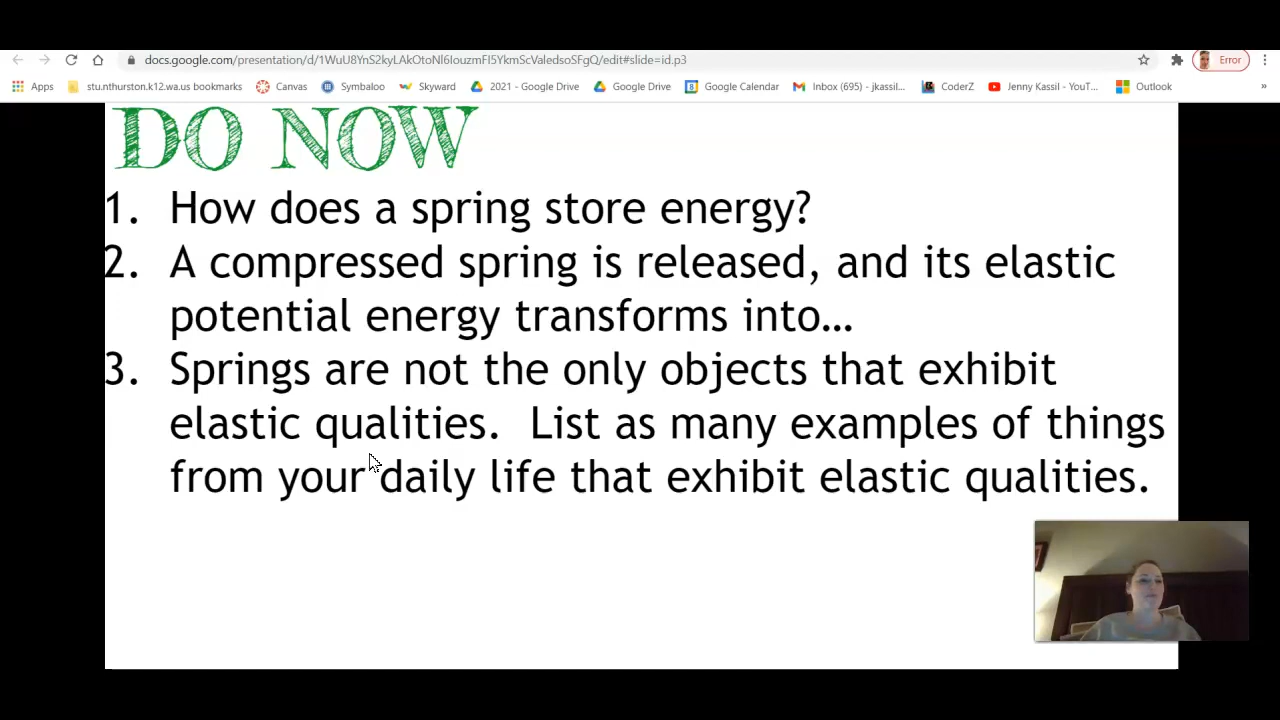 docs.google.com/presentation/d/1WuU8YnS2kyLAkOtoNl6IouzmFI5YkmScValedsoSFgQ/edit#slide=id.p3
Error
Apps stu.nthurston.k12.wa.us bookmarks Canvas Symbaloo Skyward 2021 - Google Drive Google Drive Google Calendar Inbox (695) - jkassil... CoderZ Jenny Kassil - YouT... Outlook »
DO NOW
1. How does a spring store energy?
2. A compressed spring is released, and its elastic
potential energy transforms into...
3. Springs are not the only objects that exhibit
elastic qualities. List as many examples of things
from your daily life that exhibit elastic qualities.